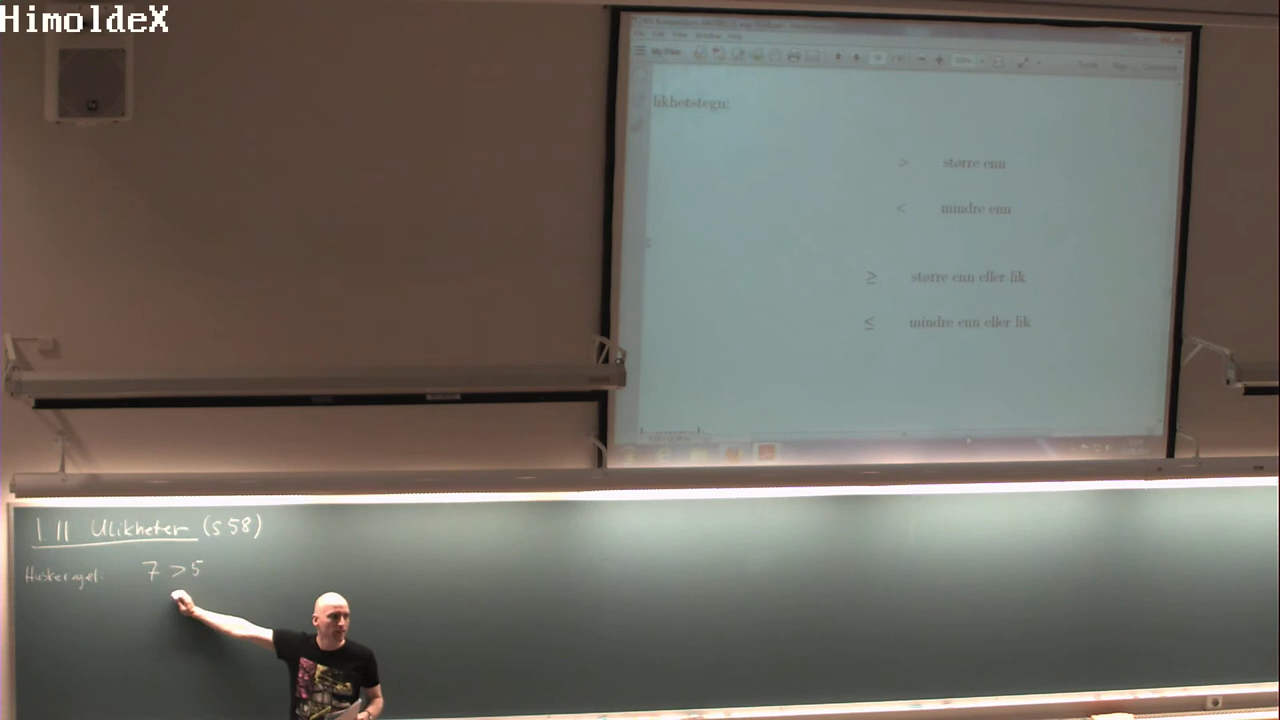 HimoldeX
likhetstegn:
> større enn
< mindre enn
≥ større enn eller lik
≤ mindre enn eller lik
1.11 Ulikheter (s 58)
Huskeregel: 7 > 5